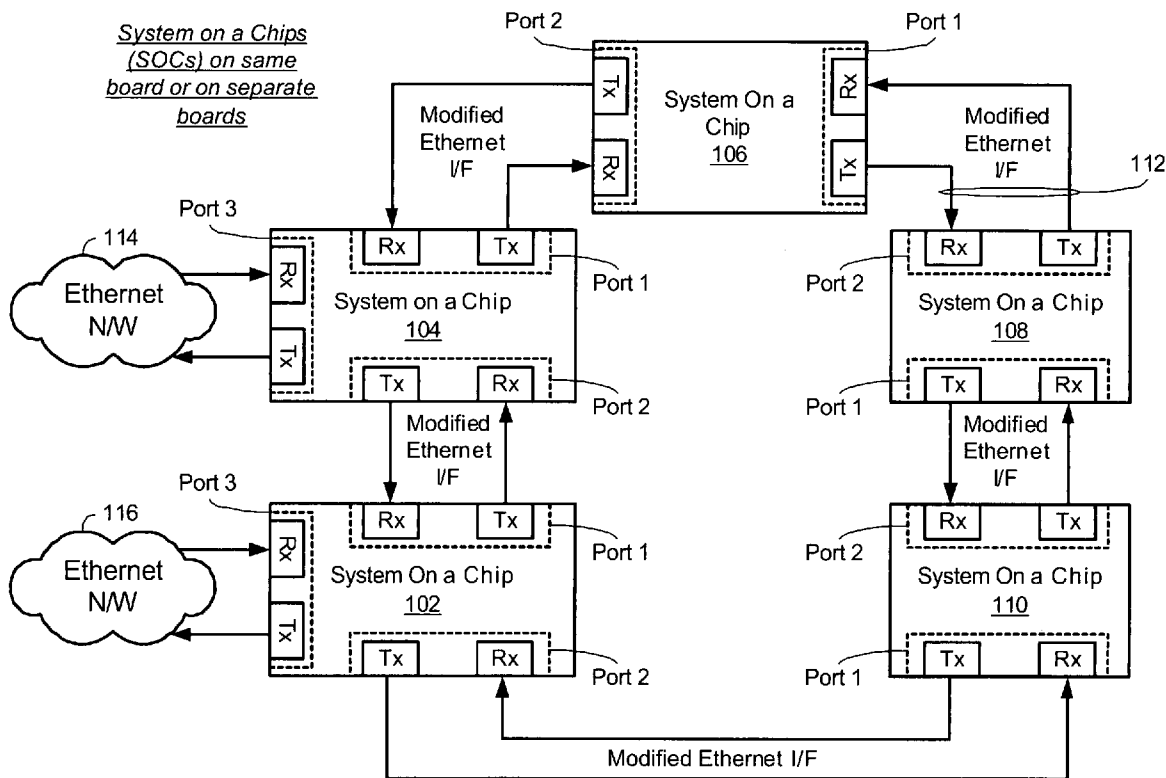 System on a Chips
(SOCs) on same
board or on separate
boards
Port 2
Port 1
Tx
Rx
System On a
Chip
106
Rx
Tx
Modified
Ethernet
I/F
Modified
Ethernet
I/F
112
Port 3
114
Ethernet
N/W
Rx
Tx
Rx
Tx
Port 1
System on a Chip
104
Tx
Rx
Port 2
Rx
Tx
Port 2
System on a Chip
108
Tx
Rx
Port 1
Modified
Ethernet
I/F
Modified
Ethernet
I/F
Port 3
116
Ethernet
N/W
Rx
Tx
Rx
Tx
Port 1
System On a Chip
102
Tx
Rx
Port 2
Rx
Tx
Port 2
System On a Chip
110
Tx
Rx
Port 1
Modified Ethernet I/F